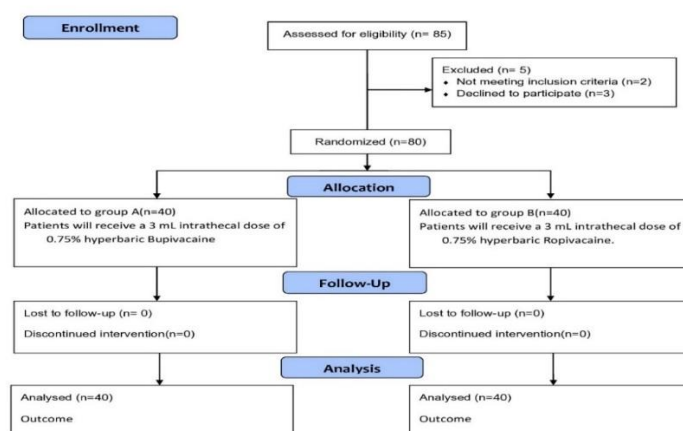 Enrollment
Assessed for eligibility (n= 85)
Excluded (n= 5)
• Not meeting inclusion criteria (n=2)
• Declined to participate (n=3)
Randomized (n=80)
Allocation
Allocated to group A(n=40)
Patients will receive a 3 mL intrathecal dose of
0.75% hyperbaric Bupivacaine
Allocated to group B(n=40)
Patients will receive a 3 mL intrathecal dose of
0.75% hyperbaric Ropivacaine.
Follow-Up
Lost to follow-up (n= 0)
Discontinued intervention(n=0)
Lost to follow-up (n=0)
Discontinued intervention(n=0)
Analysis
Analysed (n=40)
Outcome
Analysed (n=40)
Outcome